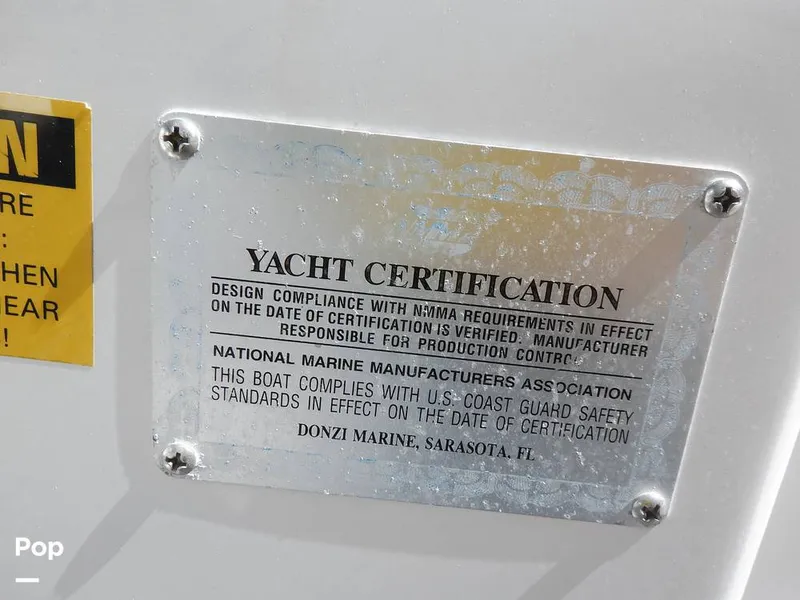 N
RE
:
HEN
EAR
!
YACHT CERTIFICATION
DESIGN COMPLIANCE WITH NMMA REQUIREMENTS IN EFFECT
ON THE DATE OF CERTIFICATION IS VERIFIED. MANUFACTURER
RESPONSIBLE FOR PRODUCTION CONTROL
NATIONAL MARINE MANUFACTURERS ASSOCIATION
THIS BOAT COMPLIES WITH U.S. COAST GUARD SAFETY
STANDARDS IN EFFECT ON THE DATE OF CERTIFICATION
DONZI MARINE, SARASOTA, FL
Pop